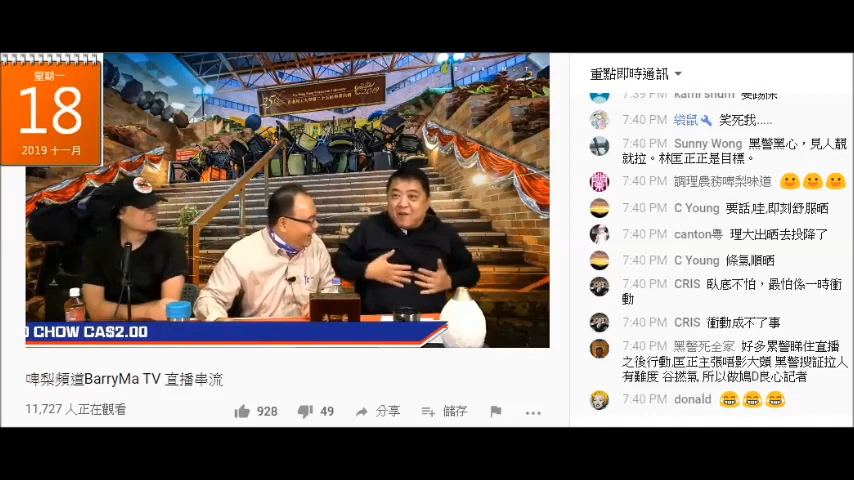 星期一
18
2019 十一月
25
2019
CHOW CA$2.00
啤梨頻道BarryMa TV 直播串流
11,727 人正在觀看
928
49
分享
儲存
重點即時通訊
7:40 PM 袋鼠 笑死我.....
7:40 PM Sunny Wong 黑警黑心，見人靚
就拉。林匡正正是目標。
7:40 PM 調理農務啤梨味道
7:40 PM C Young 要話,哇,即刻舒服晒
7:40 PM canton粵 理大出晒去投降了
7:40 PM C Young 條氣順晒
7:40 PM CRIS 臥底不怕，最怕係一時衝
動
7:40 PM CRIS 衝動成不了事
7:40 PM 黑警死全家 好多累警睇住直播
之後行動,匡正主張唔影大頭 黑警搜証拉人
有難度 谷撚氣, 所以做鳩D良心記者
7:40 PM donald